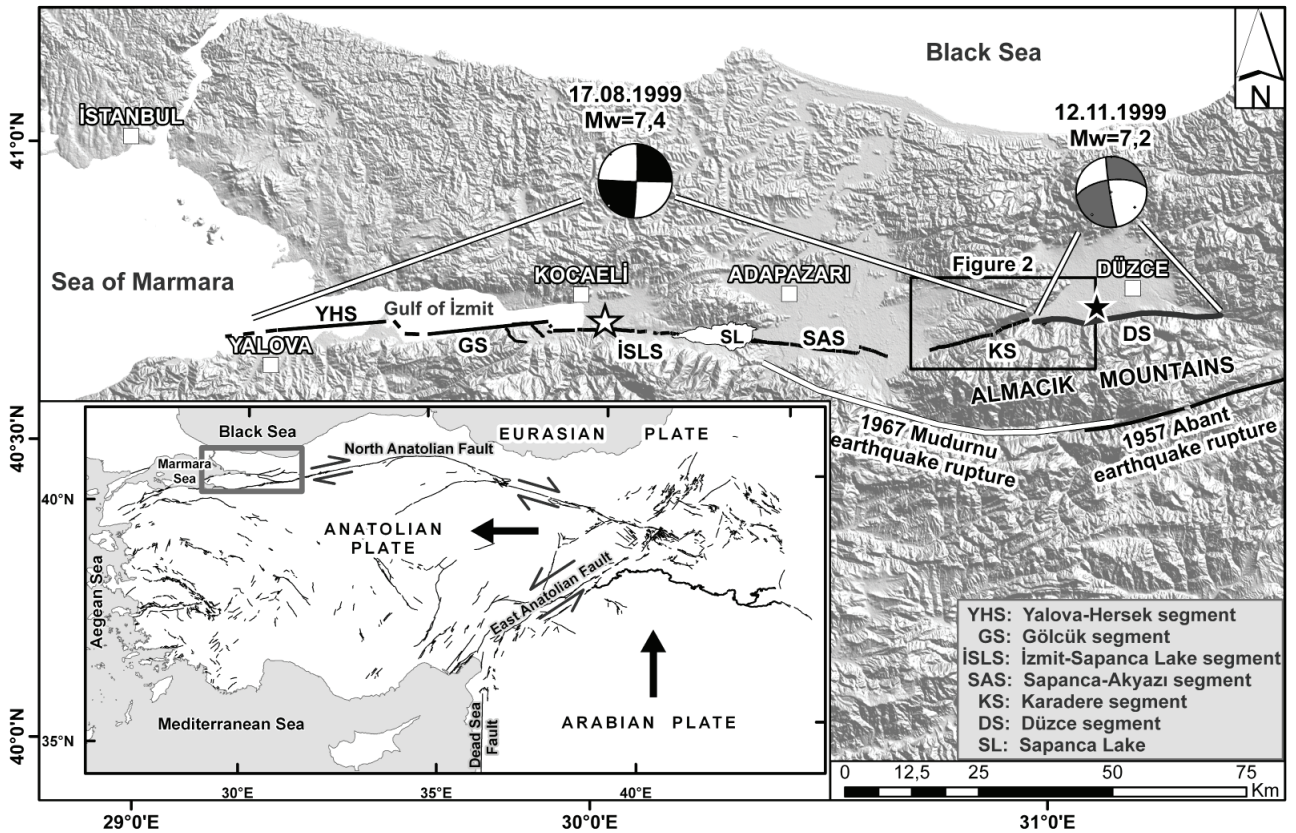 Black Sea
N
17.08.1999
Mw=7,4
12.11.1999
Mw=7,2
İSTANBUL
41°0'N
Sea of Marmara
KOCAELİ
ADAPAZARI
Figure 2
DÜZCE
Gulf of İzmit
YHS
YALOVA
GS
İSLS
SL
SAS
KS
DS
ALMACIK MOUNTAINS
1967 Mudurnu
earthquake rupture
1957 Abant
earthquake rupture
40°30'N
40°0'N
Black Sea
EURASIAN PLATE
Marmara
Sea
North Anatolian Fault
40°N
ANATOLIAN
PLATE
Aegean Sea
East Anatolian Fault
Mediterranean Sea
Dead Sea
Fault
ARABIAN PLATE
35°N
30°E
35°E
40°E
YHS: Yalova-Hersek segment
GS: Gölcük segment
İSLS: İzmit-Sapanca Lake segment
SAS: Sapanca-Akyazı segment
KS: Karadere segment
DS: Düzce segment
SL: Sapanca Lake
0 12,5 25 50 75
Km
29°0'E
30°0'E
31°0'E